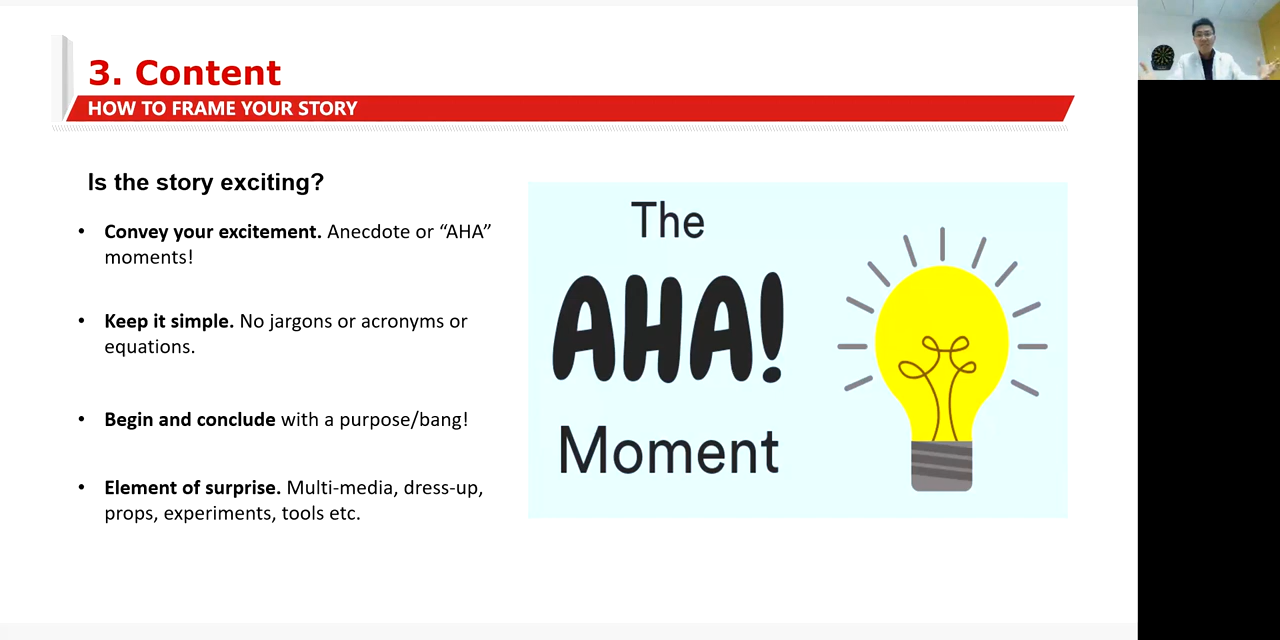 3. Content
HOW TO FRAME YOUR STORY
Is the story exciting?
• Convey your excitement. Anecdote or “AHA”
moments!
• Keep it simple. No jargons or acronyms or
equations.
• Begin and conclude with a purpose/bang!
• Element of surprise. Multi-media, dress-up,
props, experiments, tools etc.
The
AHA!
Moment